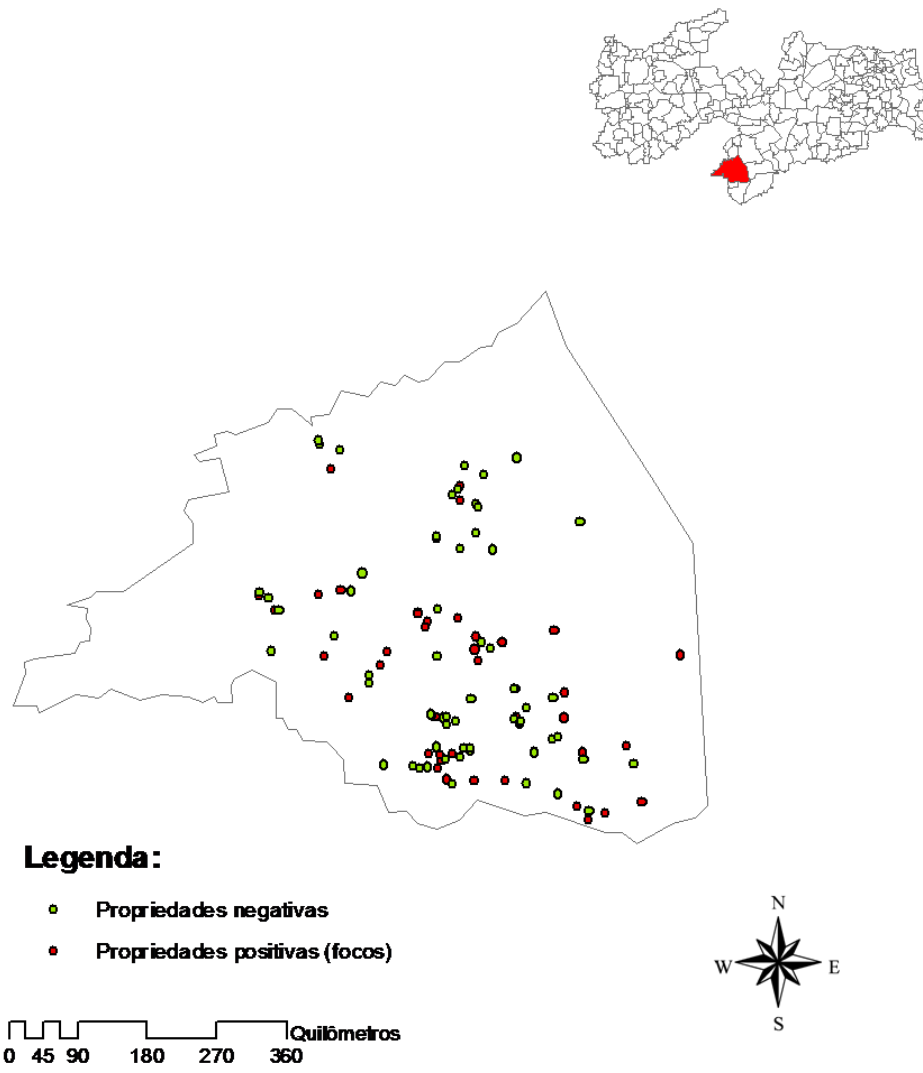 Legenda:
Propriedades negativas
Propriedades positivas (focos)
N
W E
S
Quilômetros
0 45 90 180 270 360